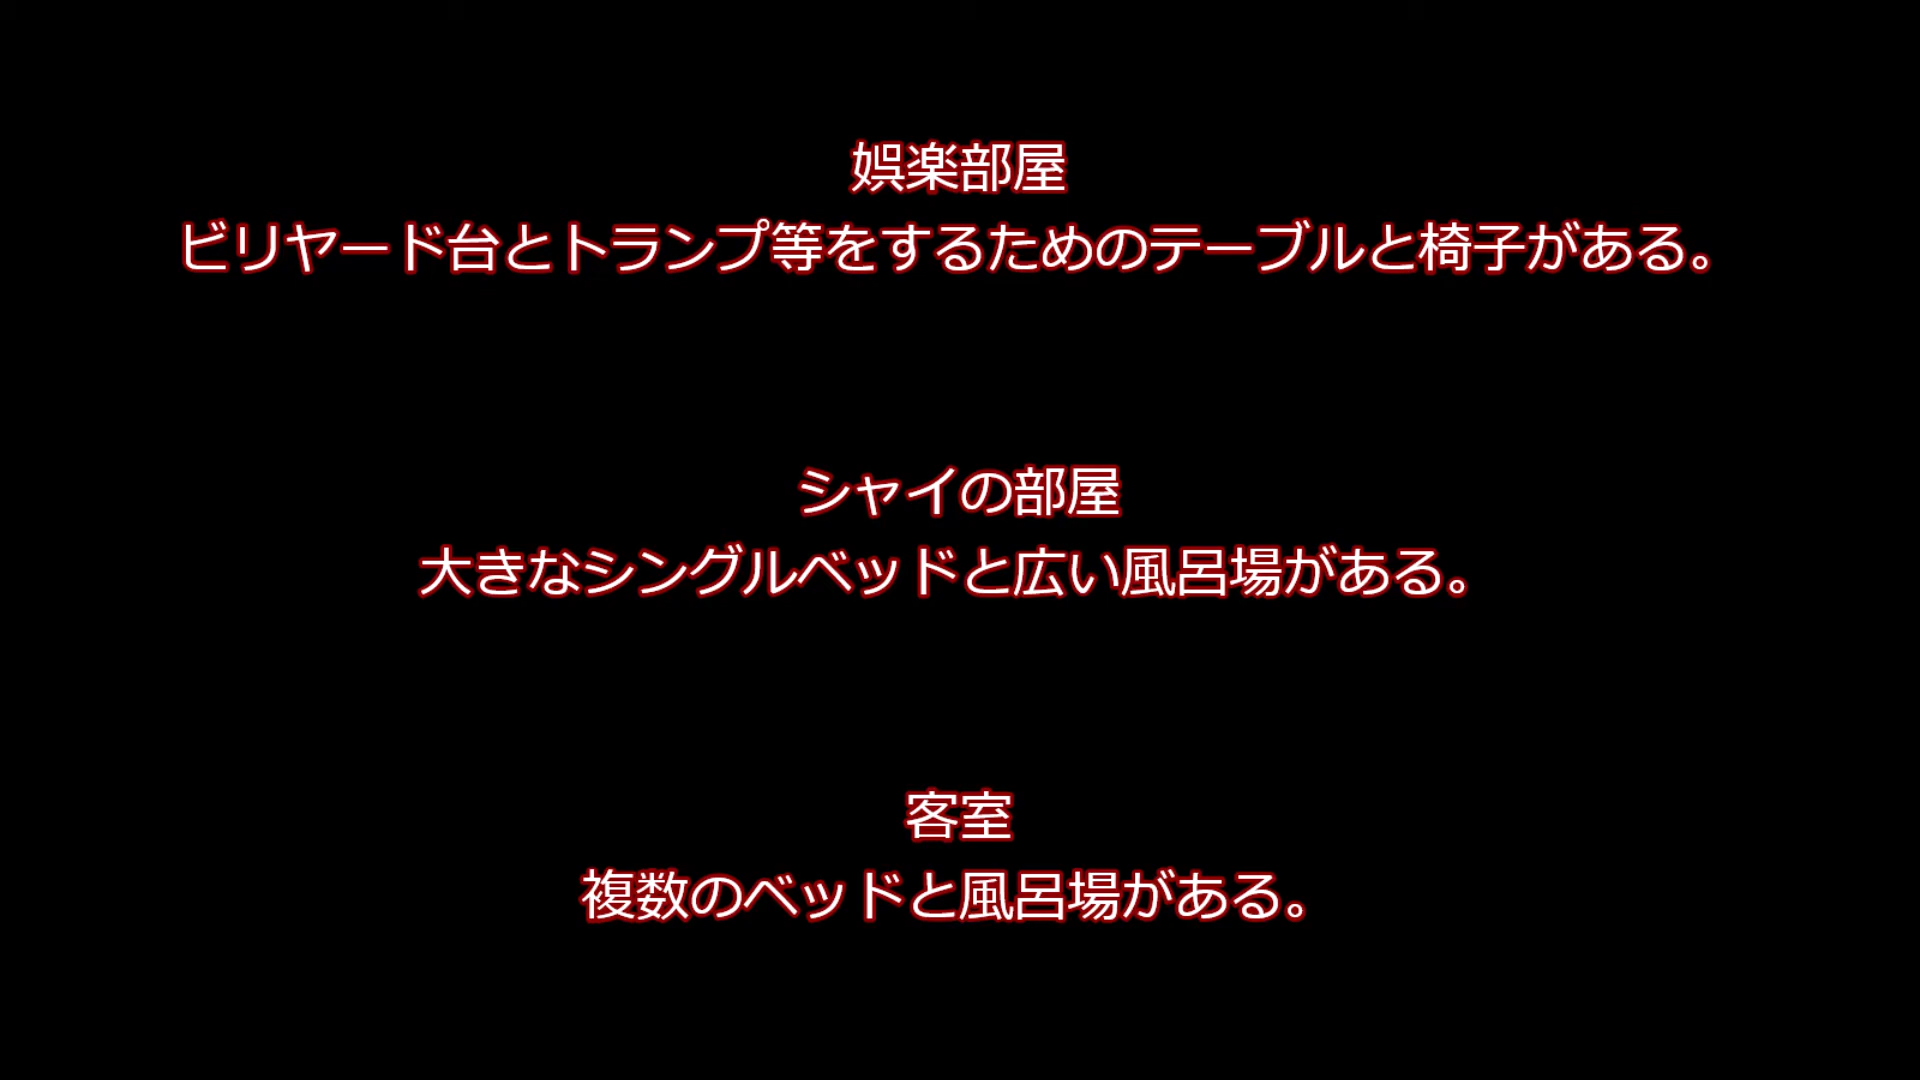 娯楽部屋
ビリヤード台とトランプ等をするためのテーブルと椅子がある。
シャイの部屋
大きなシングルベッドと広い風呂場がある。
客室
複数のベッドと風呂場がある。